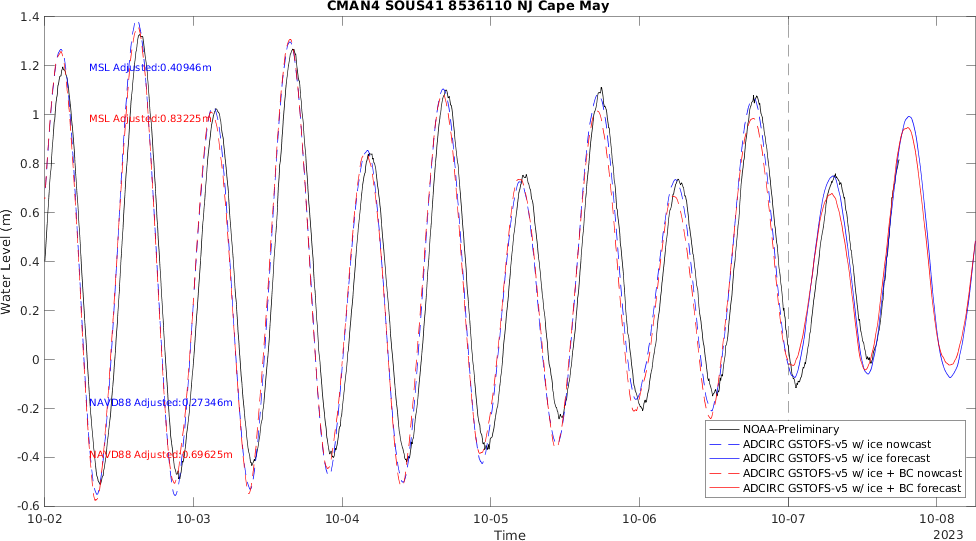 CMAN4 SOUS41 8536110 NJ Cape May
1.4
1.2
1
0.8
0.6
0.4
0.2
0
-0.2
-0.4
-0.6
Water Level (m)
MSL Adjusted:0.40946m
MSL Adjusted:0.83225m
NAVD88 Adjusted:0.27346m
NAVD88 Adjusted:0.69625m
NOAA-Preliminary
ADCIRC GSTOFS-v5 w/ ice nowcast
ADCIRC GSTOFS-v5 w/ ice forecast
ADCIRC GSTOFS-v5 w/ ice + BC nowcast
ADCIRC GSTOFS-v5 w/ ice + BC forecast
10-02 10-03 10-04 10-05 10-06 10-07 10-08
Time
2023